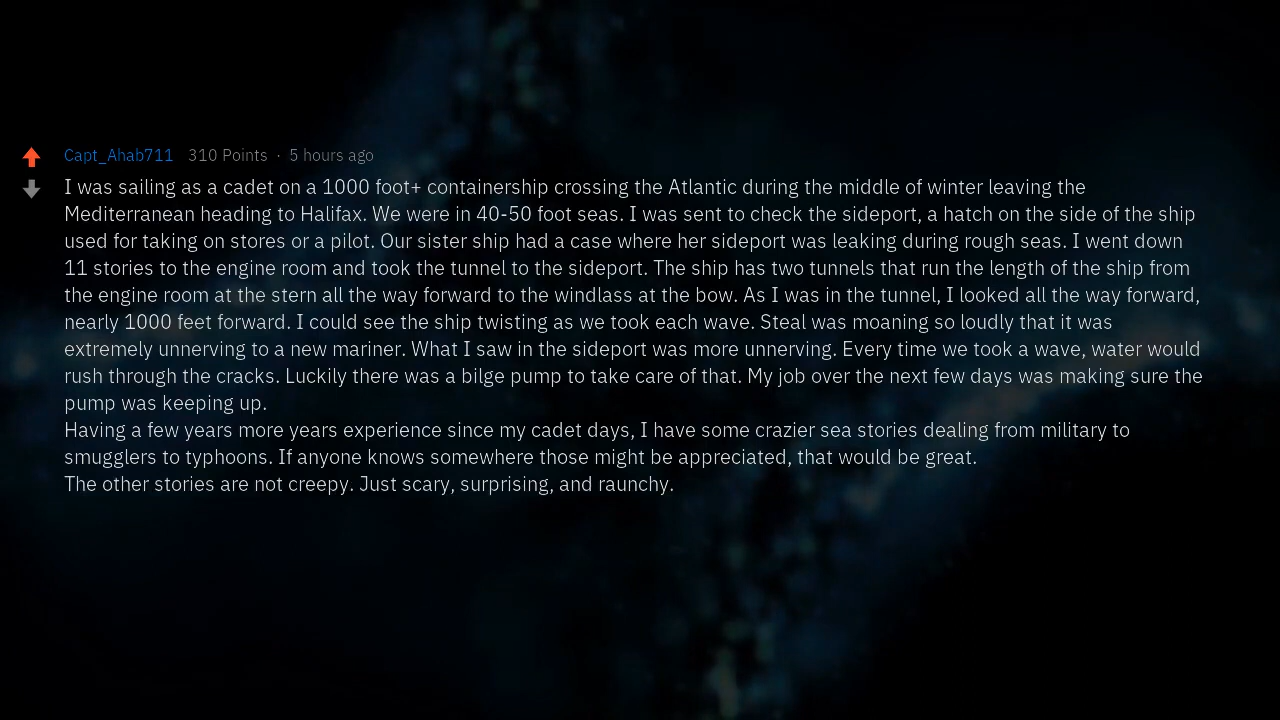 Capt_Ahab711 310 Points · 5 hours ago
I was sailing as a cadet on a 1000 foot+ containership crossing the Atlantic during the middle of winter leaving the
Mediterranean heading to Halifax. We were in 40-50 foot seas. I was sent to check the sideport, a hatch on the side of the ship
used for taking on stores or a pilot. Our sister ship had a case where her sideport was leaking during rough seas. I went down
11 stories to the engine room and took the tunnel to the sideport. The ship has two tunnels that run the length of the ship from
the engine room at the stern all the way forward to the windlass at the bow. As I was in the tunnel, I looked all the way forward,
nearly 1000 feet forward. I could see the ship twisting as we took each wave. Steal was moaning so loudly that it was
extremely unnerving to a new mariner. What I saw in the sideport was more unnerving. Every time we took a wave, water would
rush through the cracks. Luckily there was a bilge pump to take care of that. My job over the next few days was making sure the
pump was keeping up.
Having a few years more years experience since my cadet days, I have some crazier sea stories dealing from military to
smugglers to typhoons. If anyone knows somewhere those might be appreciated, that would be great.
The other stories are not creepy. Just scary, surprising, and raunchy.